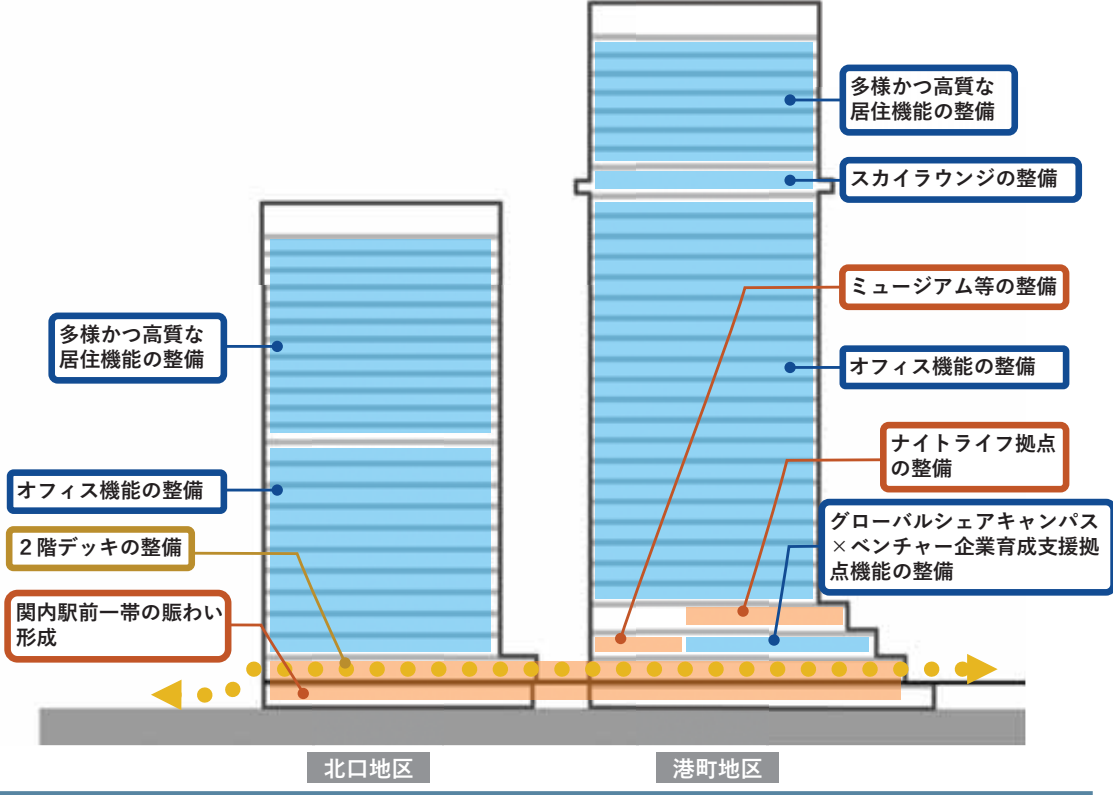 多様かつ高質な
居住機能の整備
スカイラウンジの整備
ミュージアム等の整備
オフィス機能の整備
ナイトライフ拠点
の整備
グローバルシェアキャンパス
×ベンチャー企業育成支援拠
点機能の整備
多様かつ高質な
居住機能の整備
オフィス機能の整備
２階デッキの整備
関内駅前一帯の賑わい
形成
北口地区
港町地区